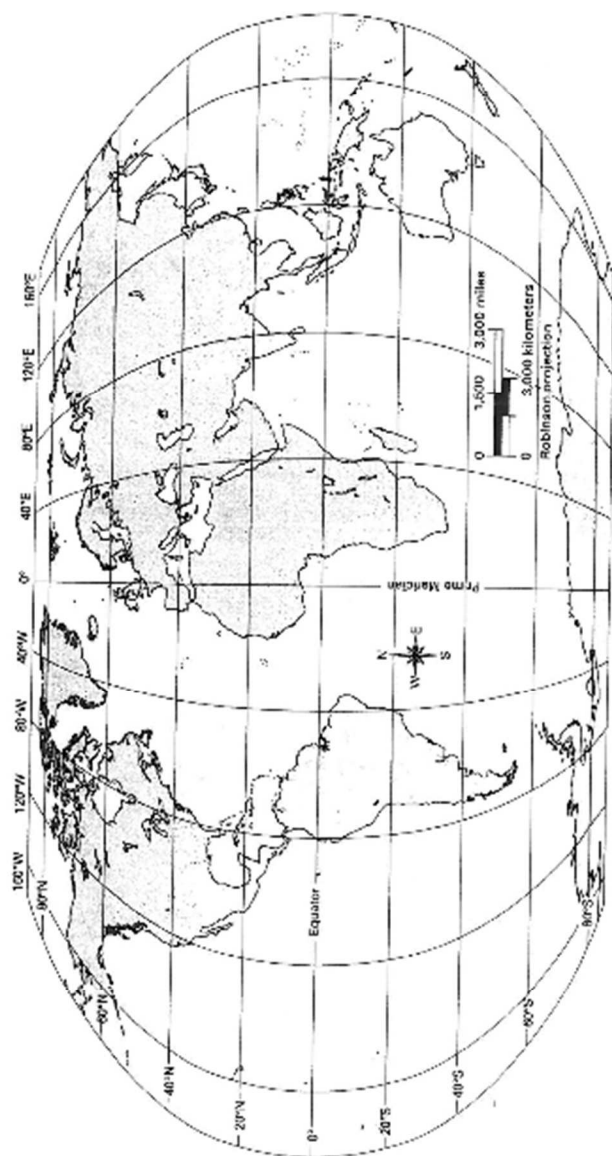 160°W 120°W 80°W 40°W 0° 40°E 80°E 120°E 160°E
80°N
60°N
40°N
20°N
Equator
0°
20°S
N
W E
S
Prime Meridian
40°S
0 1,500 3,000 miles
0 3,000 kilometers
Robinson projection
60°S
80°S